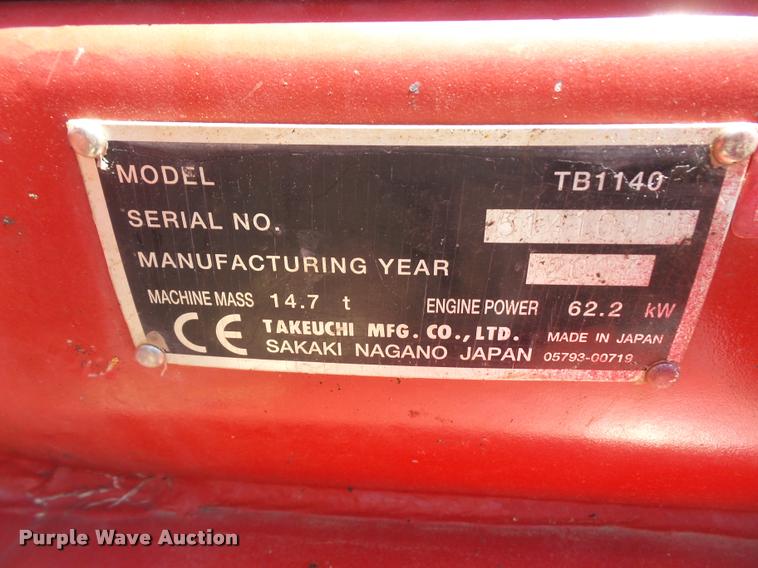 MODEL TB1140
SERIAL NO.
MANUFACTURING YEAR
MACHINE MASS 14.7 t ENGINE POWER 62.2 kW
CE TAKEUCHI MFG. CO., LTD. MADE IN JAPAN
SAKAKI NAGANO JAPAN 05793-00719
Purple Wave Auction